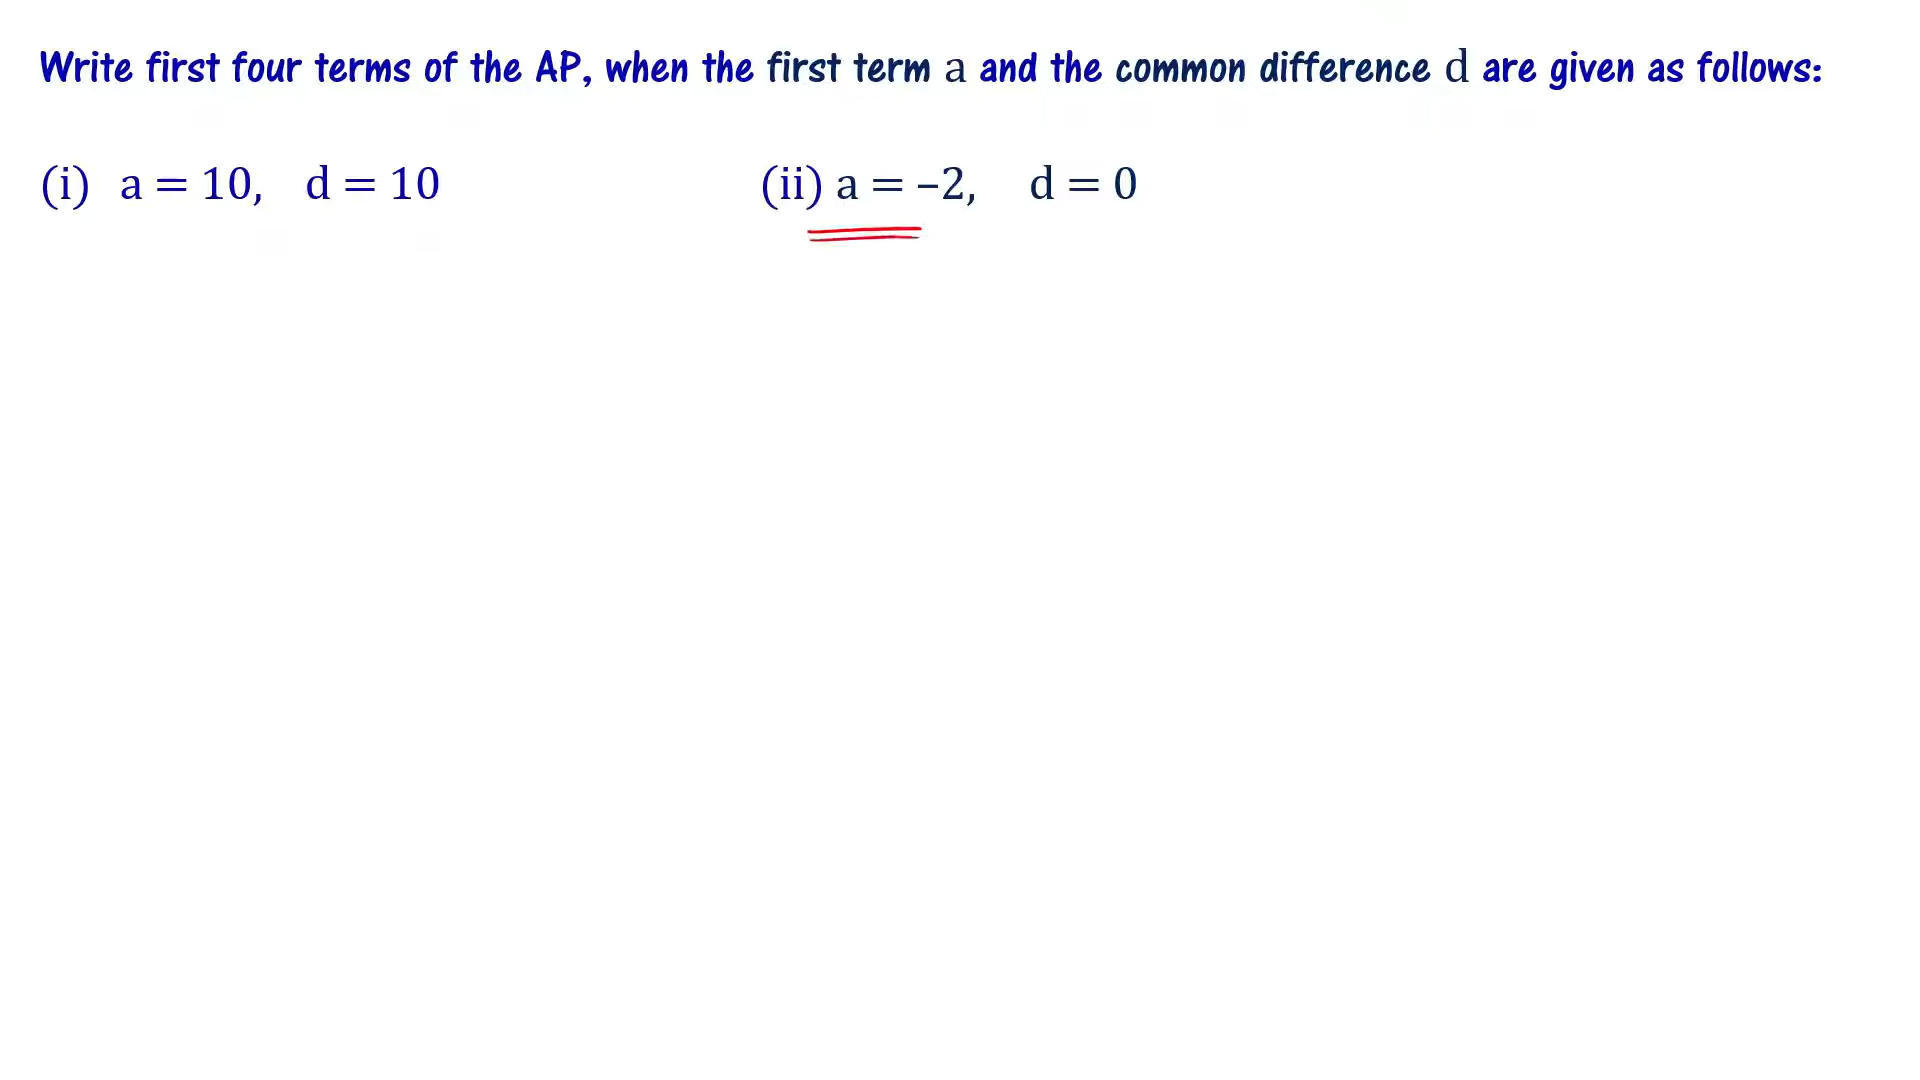 Write first four terms of the AP, when the first term a and the common difference d are given as follows:
(i) a = 10, d = 10 (ii) a = –2, d = 0